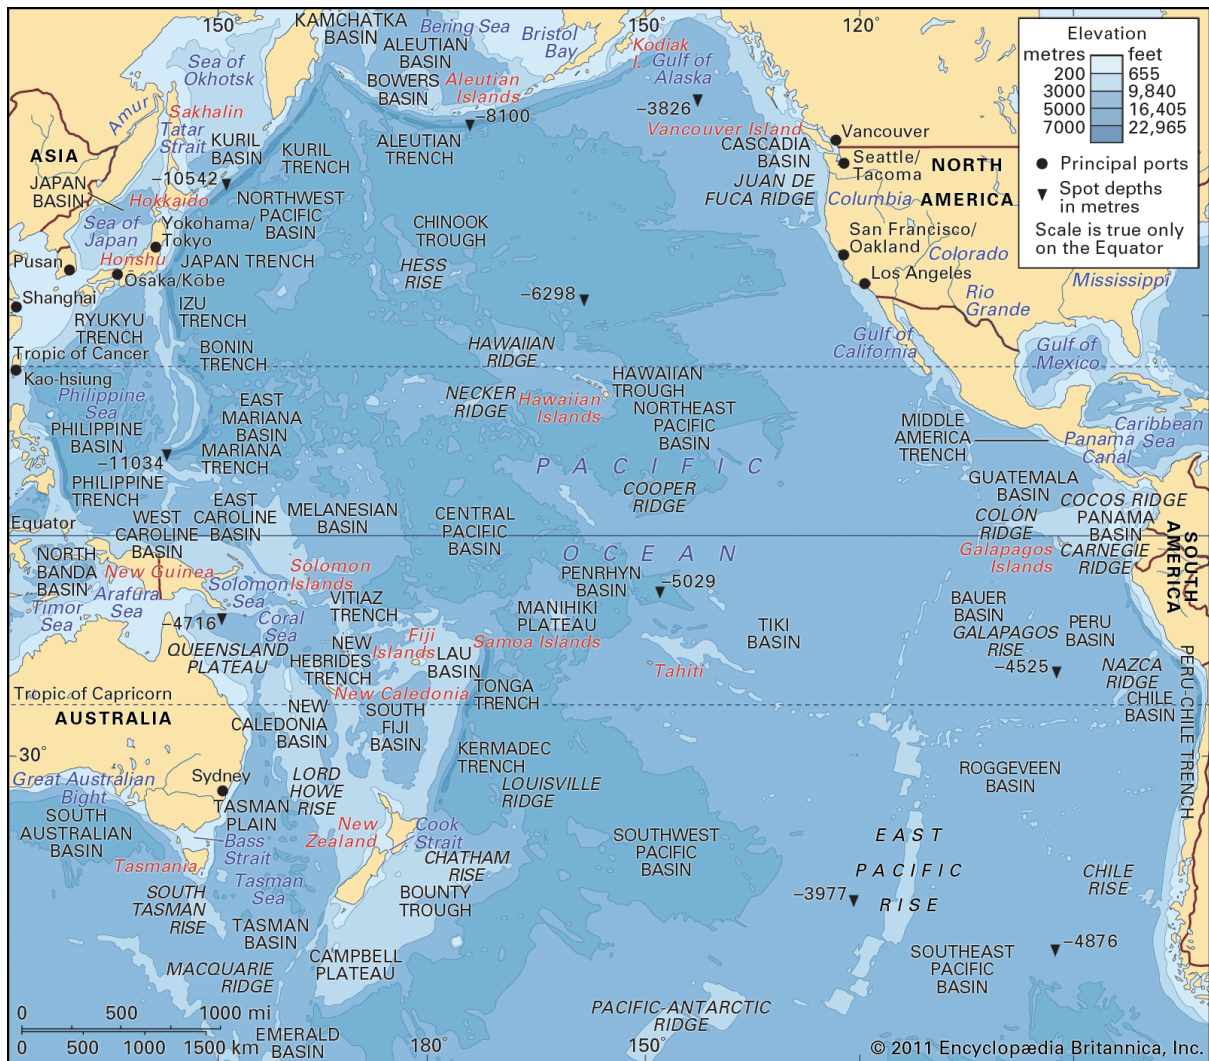 150°
150°
120°
KAMCHATKA
BASIN
Bering Sea
Bristol
Bay
Kodiak
I.
Gulf of
Alaska
ALEUTIAN
BASIN
BOWERS
BASIN
Aleutian
Islands
Sea of
Okhotsk
Elevation
metres
feet
200
655
3000
9,840
5000
16,405
7000
22,965
Principal ports
Spot depths
in metres
Scale is true only
on the Equator
Amur
Sakhalin
Tatar
Strait
KURIL
BASIN
KURIL
TRENCH
ALEUTIAN
TRENCH
−8100
−3826
Vancouver Island
Vancouver
CASCADIA
BASIN
Seattle/
Tacoma
JUAN DE
FUCA RIDGE
Columbia
NORTH
AMERICA
ASIA
JAPAN
BASIN
−10542
Hokkaido
NORTHWEST
PACIFIC
BASIN
Sea of
Japan
Yokohama/
Tokyo
Honshu
JAPAN TRENCH
Pusan
Ōsaka/Kōbe
Shanghai
CHINOOK
TROUGH
HESS
RISE
−6298
San Francisco/
Oakland
Colorado
Los Angeles
Rio
Grande
Mississippi
IZU
TRENCH
RYUKYU
TRENCH
BONIN
TRENCH
Tropic of Cancer
Kao-hsiung
Philippine
Sea
PHILIPPINE
BASIN
EAST
MARIANA
BASIN
MARIANA
TRENCH
−11034
PHILIPPINE
TRENCH
HAWAIIAN
RIDGE
NECKER
RIDGE
Hawaiian
Islands
HAWAIIAN
TROUGH
NORTHEAST
PACIFIC
BASIN
Gulf of
California
Gulf of
Mexico
MIDDLE
AMERICA
TRENCH
Caribbean
Sea
Panama
Canal
PACIFIC
COOPER
RIDGE
GUATEMALA
BASIN
COCOS RIDGE
COLÓN
RIDGE
PANAMA
BASIN
Galapagos
Islands
CARNEGIE
RIDGE
SOUTH
AMERICA
Equator
WEST
CAROLINE
BASIN
EAST
CAROLINE
BASIN
MELANESIAN
BASIN
CENTRAL
PACIFIC
BASIN
OCEAN
NORTH
BANDA
BASIN
New Guinea
Solomon
Sea
Solomon
Islands
VITIAZ
TRENCH
PENRHYN
BASIN
−5029
MANIHIKI
PLATEAU
Timor
Sea
Arafura
Sea
−4716
Coral
Sea
QUEENSLAND
PLATEAU
NEW
HEBRIDES
TRENCH
Fiji
Islands
LAU
BASIN
Samoa Islands
Tahiti
TIKI
BASIN
BAUER
BASIN
GALAPAGOS
RISE
PERU
BASIN
−4525
NAZCA
RIDGE
CHILE
BASIN
PERU-CHILE TRENCH
Tropic of Capricorn
AUSTRALIA
New Caledonia
NEW
CALEDONIA
BASIN
SOUTH
FIJI
BASIN
TONGA
TRENCH
30°
Sydney
Great Australian
Bight
LORD
HOWE
RISE
KERMADEC
TRENCH
LOUISVILLE
RIDGE
ROGGEVEEN
BASIN
SOUTH
AUSTRALIAN
BASIN
TASMAN
PLAIN
Bass
Strait
Tasmania
Tasman
Sea
New
Zealand
Cook
Strait
CHATHAM
RISE
BOUNTY
TROUGH
SOUTHWEST
PACIFIC
BASIN
EAST
PACIFIC
RISE
−3977
CHILE
RISE
SOUTH
TASMAN
RISE
TASMAN
BASIN
CAMPBELL
PLATEAU
MACQUARIE
RIDGE
SOUTHEAST
PACIFIC
BASIN
−4876
PACIFIC-ANTARCTIC
RIDGE
0 500 1000 mi
0 500 1000 1500 km
EMERALD
BASIN
180°
150°
120°
© 2011 Encyclopædia Britannica, Inc.